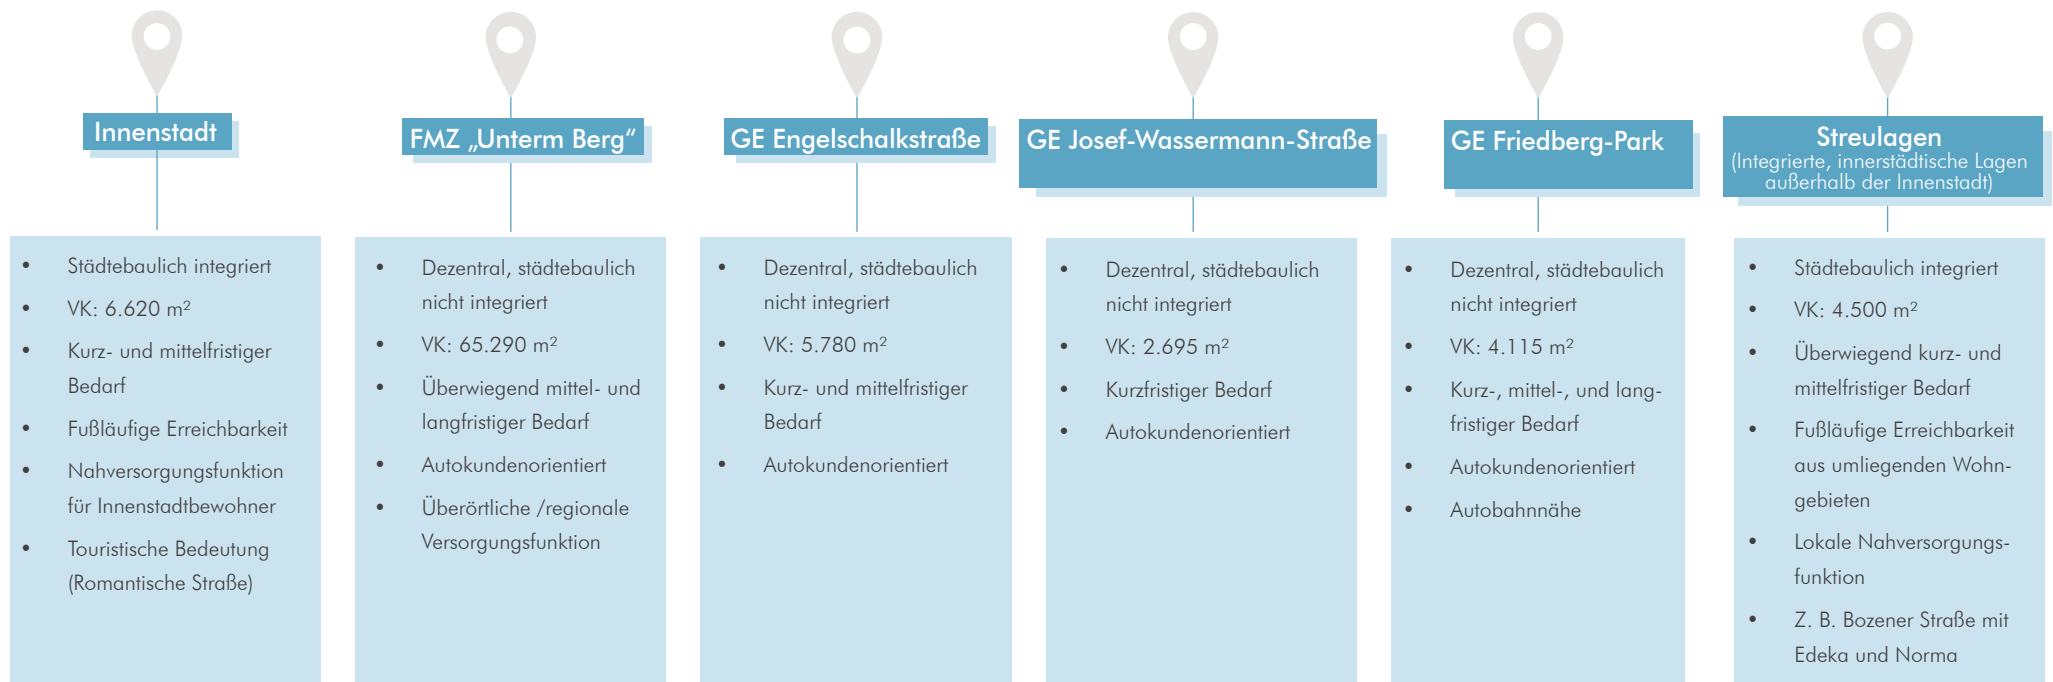 Innenstadt
• Städtebaulich integriert
• VK: 6.620 m²
• Kurz- und mittelfristiger
Bedarf
• Fußläufige Erreichbarkeit
• Nahversorgungsfunktion
für Innenstadtbewohner
• Touristische Bedeutung
(Romantische Straße)
FMZ „Unterm Berg“
• Dezentral, städtebaulich
nicht integriert
• VK: 65.290 m²
• Überwiegend mittel- und
langfristiger Bedarf
• Autokundenorientiert
• Überörtliche /regionale
Versorgungsfunktion
GE Engelschalkstraße
• Dezentral, städtebaulich
nicht integriert
• VK: 5.780 m²
• Kurz- und mittelfristiger
Bedarf
• Autokundenorientiert
GE Josef-Wassermann-Straße
• Dezentral, städtebaulich
nicht integriert
• VK: 2.695 m²
• Kurzfristiger Bedarf
• Autokundenorientiert
GE Friedberg-Park
• Dezentral, städtebaulich
nicht integriert
• VK: 4.115 m²
• Kurz-, mittel-, und lang-
fristiger Bedarf
• Autokundenorientiert
• Autobahnnähe
Streulagen
(Integrierte, innerstädtische Lagen
außerhalb der Innenstadt)
• Städtebaulich integriert
• VK: 4.500 m²
• Überwiegend kurz- und
mittelfristiger Bedarf
• Fußläufige Erreichbarkeit
aus umliegenden Wohn-
gebieten
• Lokale Nahversorgungs-
funktion
• Z. B. Bozener Straße mit
Edeka und Norma